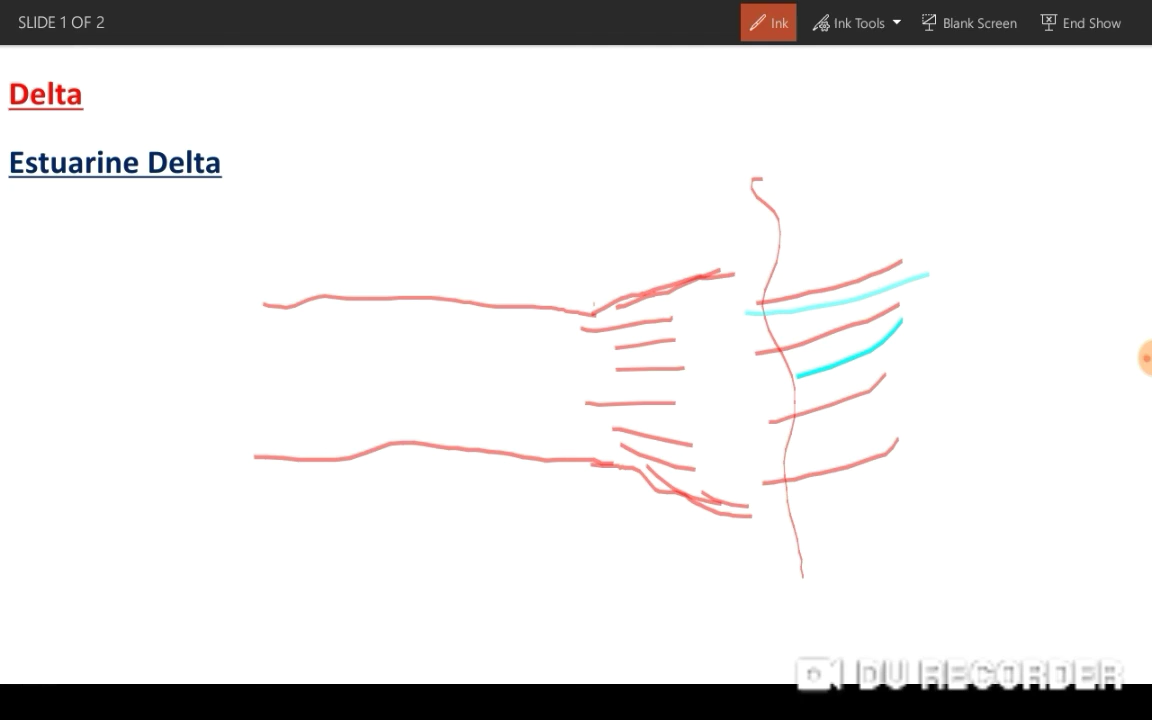 SLIDE 1 OF 2
Ink
Ink Tools
Blank Screen
End Show
Delta
Estuarine Delta
DU RECORDER